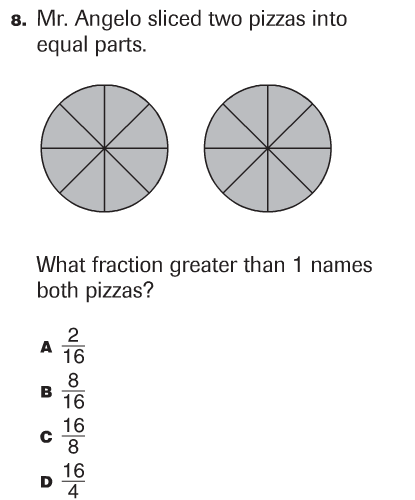 8. Mr. Angelo sliced two pizzas into
equal parts.
What fraction greater than 1 names
both pizzas?
A 2/16
B 8/16
C 16/8
D 16/4